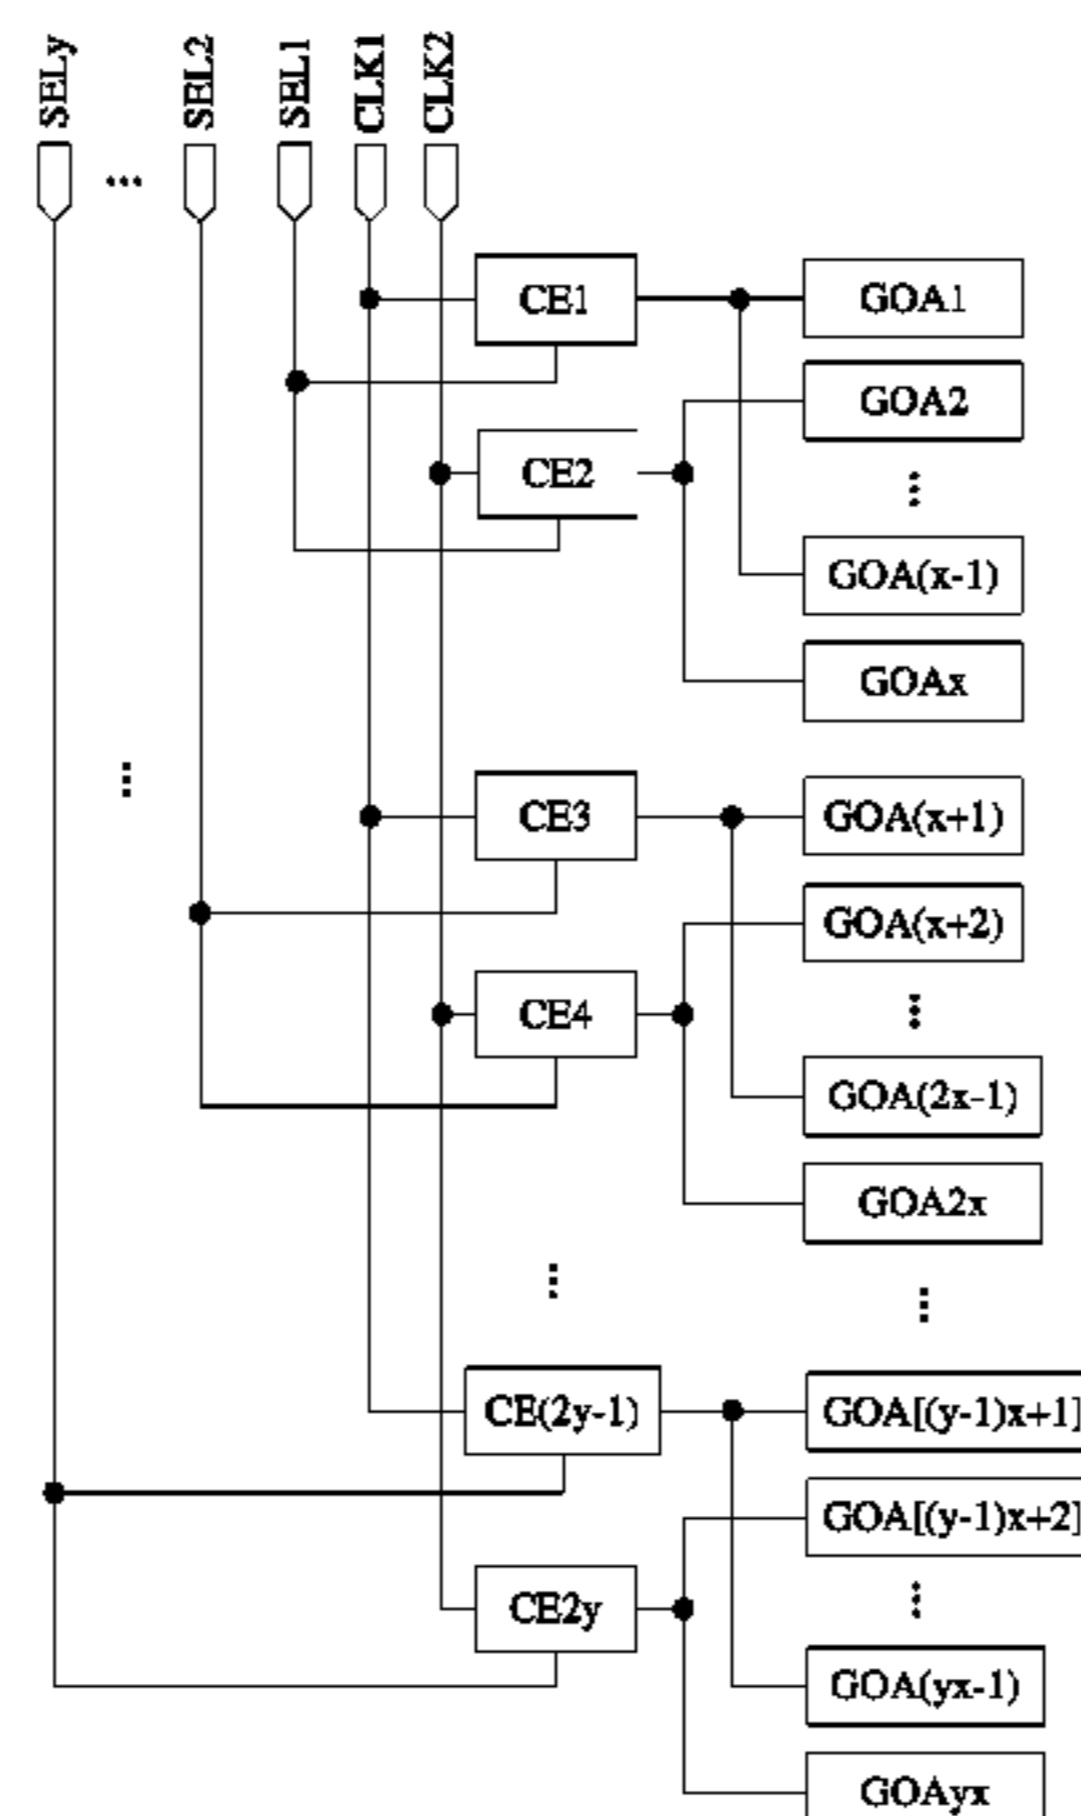 SELy
...
SEL2
SEL1
CLK1
CLK2
CE1
GOA1
GOA2
CE2
...
GOA(x-1)
GOAx
...
CE3
GOA(x+1)
GOA(x+2)
CE4
...
GOA(2x-1)
GOA2x
...
...
CE(2y-1)
GOA[(y-1)x+1]
GOA[(y-1)x+2]
CE2y
...
GOA(yx-1)
GOAyx